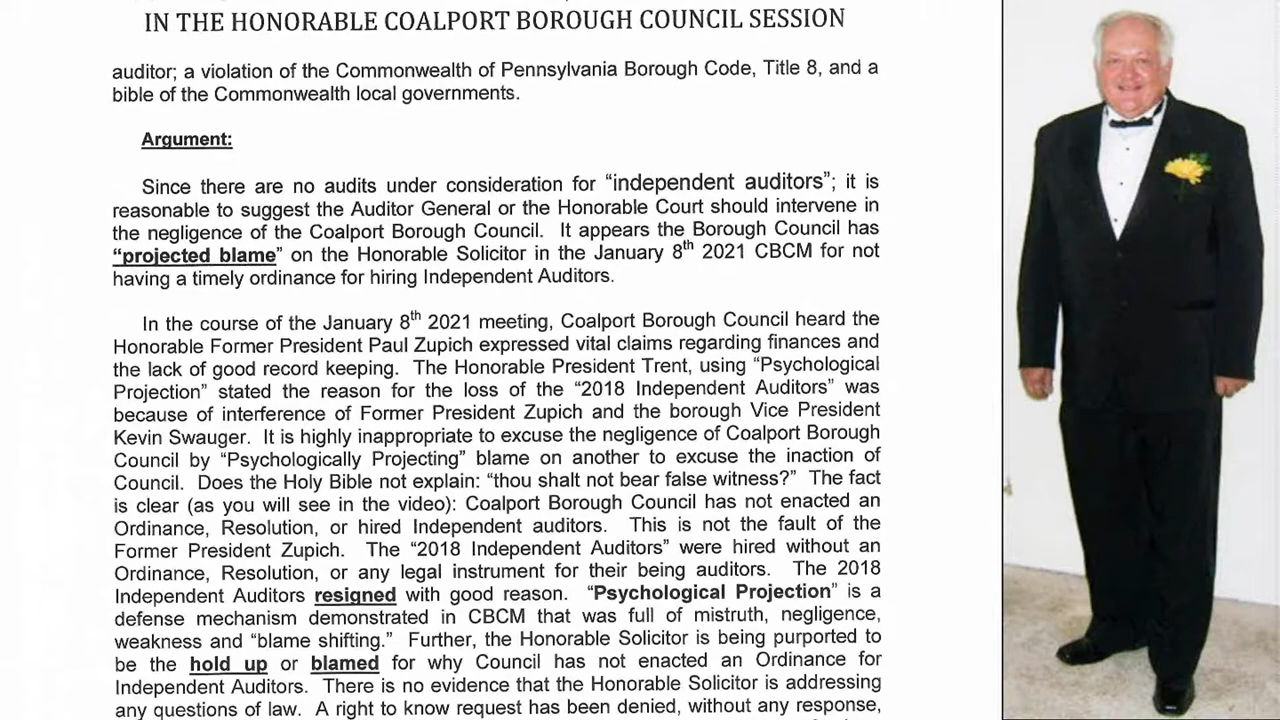 IN THE HONORABLE COALPORT BOROUGH COUNCIL SESSION
auditor; a violation of the Commonwealth of Pennsylvania Borough Code, Title 8, and a
bible of the Commonwealth local governments.
Argument:
Since there are no audits under consideration for “independent auditors”; it is
reasonable to suggest the Auditor General or the Honorable Court should intervene in
the negligence of the Coalport Borough Council. It appears the Borough Council has
“projected blame” on the Honorable Solicitor in the January 8th 2021 CBCM for not
having a timely ordinance for hiring Independent Auditors.
In the course of the January 8th 2021 meeting, Coalport Borough Council heard the
Honorable Former President Paul Zupich expressed vital claims regarding finances and
the lack of good record keeping. The Honorable President Trent, using “Psychological
Projection” stated the reason for the loss of the “2018 Independent Auditors” was
because of interference of Former President Zupich and the borough Vice President
Kevin Swauger. It is highly inappropriate to excuse the negligence of Coalport Borough
Council by “Psychologically Projecting” blame on another to excuse the inaction of
Council. Does the Holy Bible not explain: “thou shalt not bear false witness?” The fact
is clear (as you will see in the video): Coalport Borough Council has not enacted an
Ordinance, Resolution, or hired Independent auditors. This is not the fault of the
Former President Zupich. The “2018 Independent Auditors” were hired without an
Ordinance, Resolution, or any legal instrument for their being auditors. The 2018
Independent Auditors resigned with good reason. “Psychological Projection” is a
defense mechanism demonstrated in CBCM that was full of mistruth, negligence,
weakness and “blame shifting.” Further, the Honorable Solicitor is being purported to
be the hold up or blamed for why Council has not enacted an Ordinance for
Independent Auditors. There is no evidence that the Honorable Solicitor is addressing
any questions of law. A right to know request has been denied, without any response,